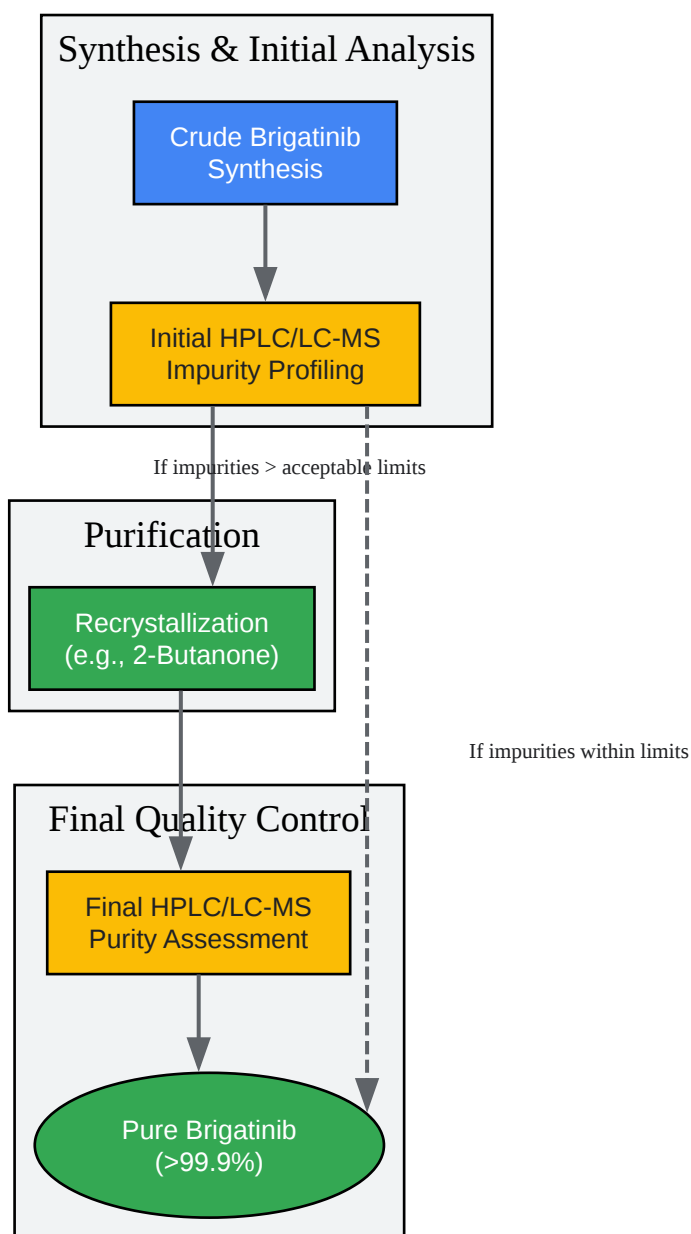 Synthesis & Initial Analysis
Crude Brigatinib
Synthesis
Initial HPLC/LC-MS
Impurity Profiling
If impurities > acceptable limits
Purification
Recrystallization
(e.g., 2-Butanone)
If impurities within limits
Final Quality Control
Final HPLC/LC-MS
Purity Assessment
Pure Brigatinib
(>99.9%)